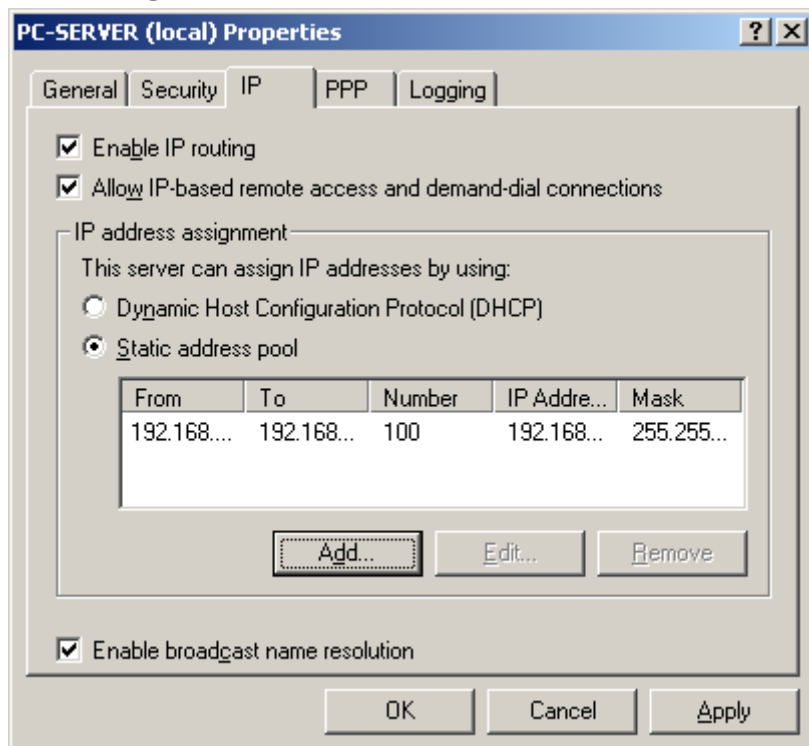 PC-SERVER (local) Properties
General Security IP PPP Logging
Enable IP routing
Allow IP-based remote access and demand-dial connections
IP address assignment
This server can assign IP addresses by using:
Dynamic Host Configuration Protocol (DHCP)
Static address pool
From To Number IP Addre... Mask
192.168.... 192.168... 100 192.168... 255.255...
Add... Edit... Remove
Enable broadcast name resolution
OK Cancel Apply